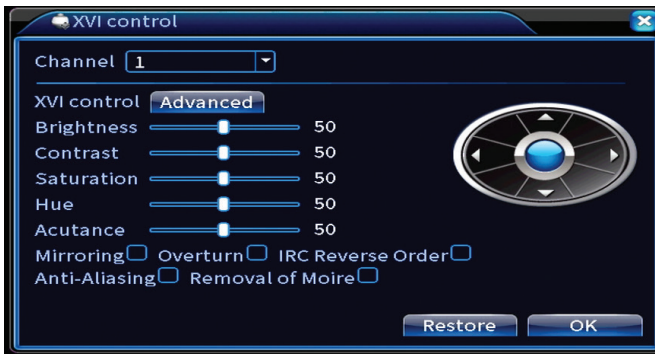 XVI control
Channel 1
XVI control Advanced
Brightness 50
Contrast 50
Saturation 50
Hue 50
Acutance 50
Mirroring Overturn IRC Reverse Order
Anti-Aliasing Removal of Moire
Restore OK